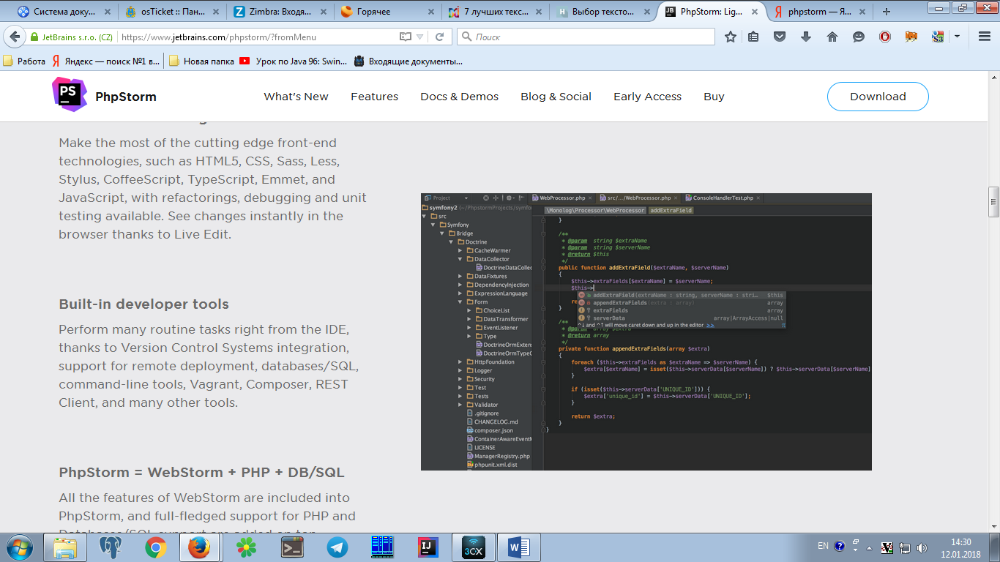 Система доку...
osTicket :: Пан...
Zimbra: Входя...
Горячее
7 лучших текс...
Выбор тексто...
PhpStorm: Lig...
phpstorm — Я...
JetBrains s.r.o. (CZ)
https://www.jetbrains.com/phpstorm/?fromMenu
Поиск
Работа
Яндекс — поиск №1 в...
Новая папка
Урок по Java 96: Swin...
Входящие документы...
PS
PhpStorm
What's New
Features
Docs & Demos
Blog & Social
Early Access
Buy
Download
Make the most of the cutting edge front-end
technologies, such as HTML5, CSS, Sass, Less,
Stylus, CoffeeScript, TypeScript, Emmet, and
JavaScript, with refactorings, debugging and unit
testing available. See changes instantly in the
browser thanks to Live Edit.
Built-in developer tools
Perform many routine tasks right from the IDE,
thanks to Version Control Systems integration,
support for remote deployment, databases/SQL,
command-line tools, Vagrant, Composer, REST
Client, and many other tools.
PhpStorm = WebStorm + PHP + DB/SQL
All the features of WebStorm are included into
PhpStorm, and full-fledged support for PHP and
Databases/SQL support are added on top.
Project
symfony2 (~/PhpstormProjects/symfo
src
Symfony
Bridge
Doctrine
CacheWarmer
DataCollector
DoctrineDataCollec
DataFixtures
DependencyInjection
ExpressionLanguage
Form
ChoiceList
DataTransformer
EventListener
Type
DoctrineOrmExten
DoctrineOrmTypeG
HttpFoundation
Logger
Security
Test
Tests
Validator
.gitignore
CHANGELOG.md
composer.json
ContainerAwareEventM
LICENSE
ManagerRegistry.php
phpunit.xml.dist
WebProcessor.php
src/.../WebProcessor.php
ConsoleHandlerTest.php
\Monolog\Processor\WebProcessor
addExtraField
}
/**
* @param string $extraName
* @param string $serverName
* @return $this
*/
public function addExtraField($extraName, $serverName)
{
$this->extraFields[$extraName] = $serverName;
$this->
addExtraField(extraName : string, serverName : stri... $this
appendExtraFields(extra : array) array
extraFields array
serverData array|ArrayAccess|null
^↓ and ^↑ will move caret down and up in the editor >> π
re
}
/**
* @param array $extra
* @return array
*/
private function appendExtraFields(array $extra)
{
foreach ($this->extraFields as $extraName => $serverName) {
$extra[$extraName] = isset($this->serverData[$serverName]) ? $this->serverData[$serverName]
}
if (isset($this->serverData['UNIQUE_ID'])) {
$extra['unique_id'] = $this->serverData['UNIQUE_ID'];
}
return $extra;
}
}
EN
14:30
12.01.2018